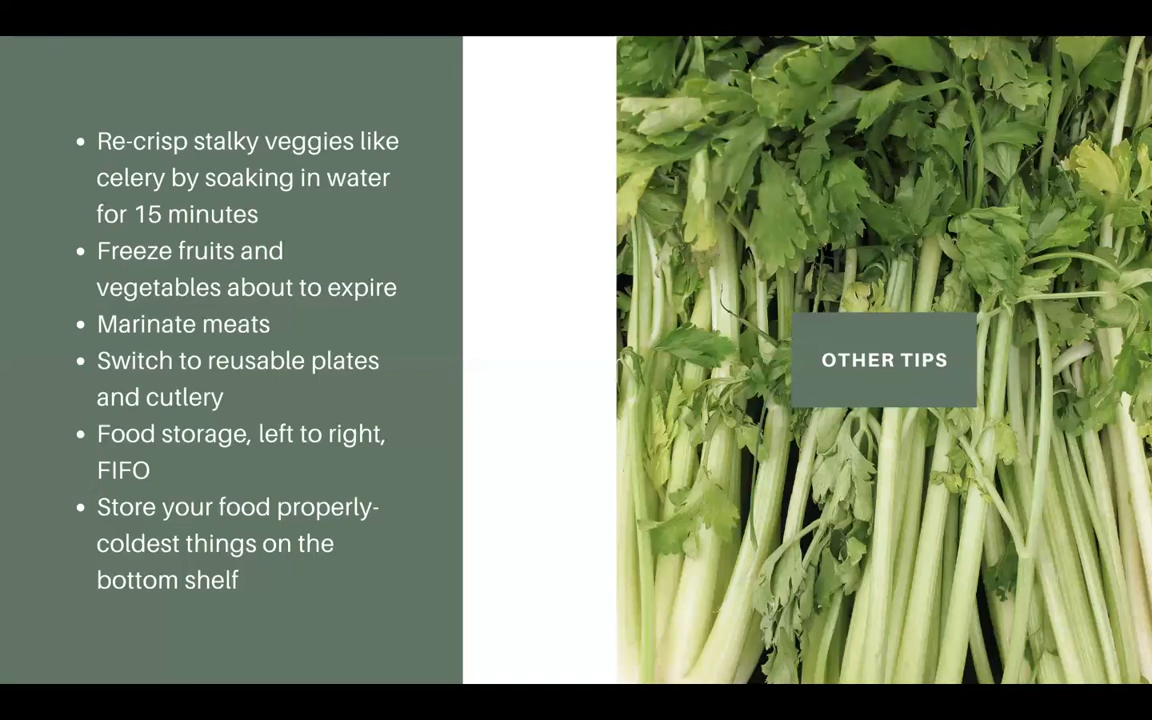 • Re-crisp stalky veggies like
celery by soaking in water
for 15 minutes
• Freeze fruits and
vegetables about to expire
• Marinate meats
• Switch to reusable plates
and cutlery
• Food storage, left to right,
FIFO
• Store your food properly-
coldest things on the
bottom shelf
OTHER TIPS